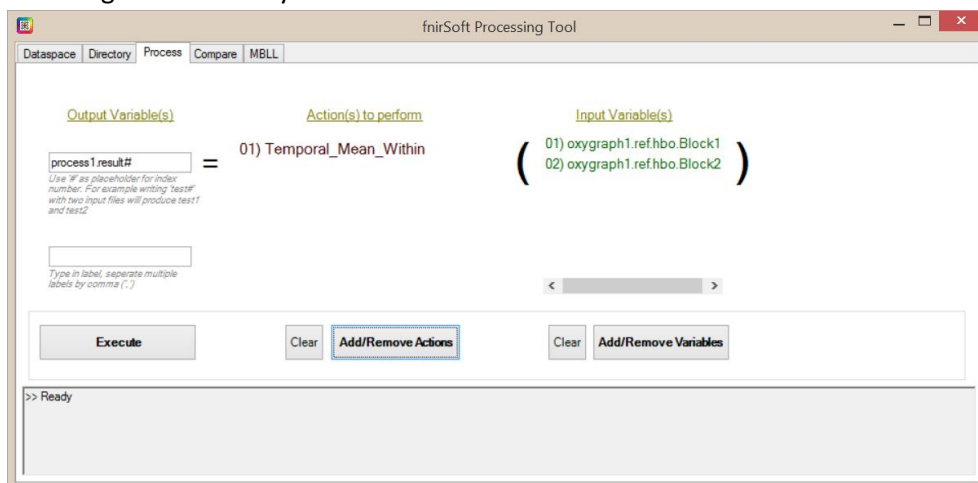 fnirSoft Processing Tool
Dataspace Directory Process Compare MBLL
Output Variable(s) Action(s) to perform Input Variable(s)
process1.result# = 01) Temporal_Mean_Within ( 01) oxygraph1.ref.hbo.Block1
02) oxygraph1.ref.hbo.Block2 )
Use '#' as placeholder for index
number. For example writing 'test#'
with two input files will produce test1
and test2
Type in label, seperate multiple
labels by comma (",")
Execute Clear Add/Remove Actions Clear Add/Remove Variables
>> Ready